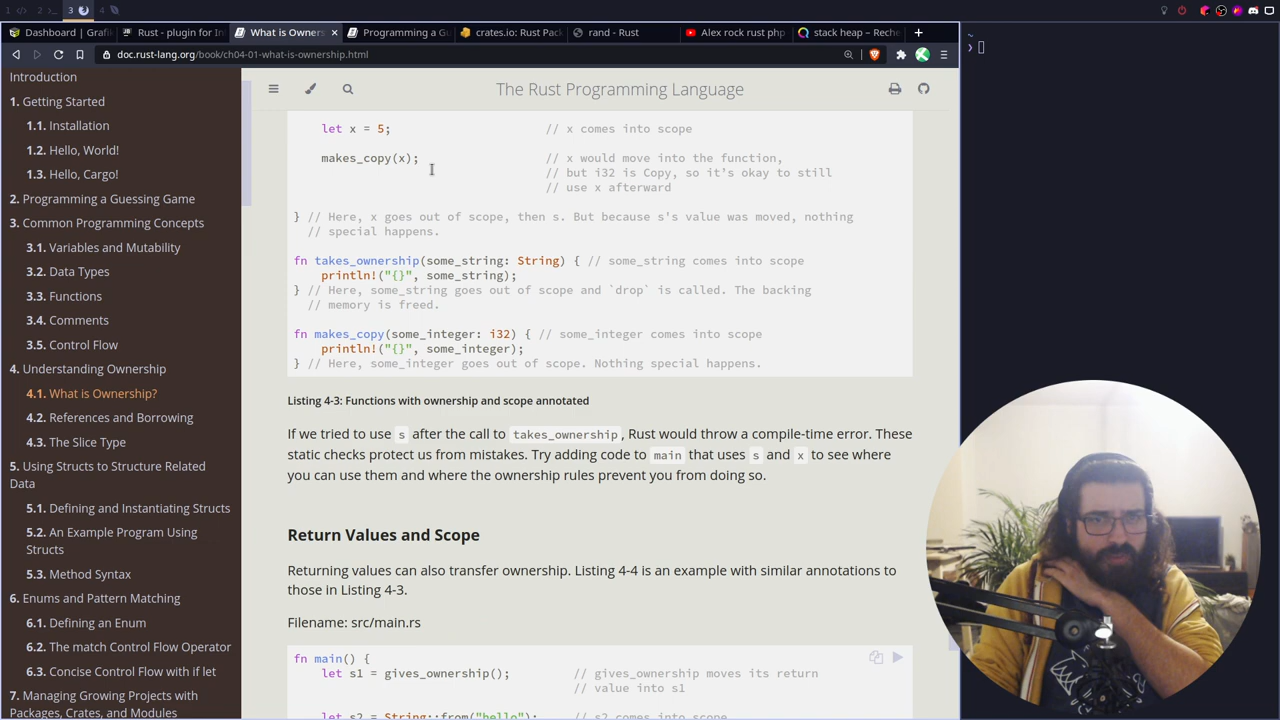 1
2
3
4
Dashboard | Grafi
Rust - plugin for In
What is Owners
Programming a Gu
crates.io: Rust Pac
rand - Rust
Alex rock rust php
stack heap – Reche
doc.rust-lang.org/book/ch04-01-what-is-ownership.html
Introduction
1. Getting Started
1.1. Installation
1.2. Hello, World!
1.3. Hello, Cargo!
2. Programming a Guessing Game
3. Common Programming Concepts
3.1. Variables and Mutability
3.2. Data Types
3.3. Functions
3.4. Comments
3.5. Control Flow
4. Understanding Ownership
4.1. What is Ownership?
4.2. References and Borrowing
4.3. The Slice Type
5. Using Structs to Structure Related
Data
5.1. Defining and Instantiating Structs
5.2. An Example Program Using
Structs
5.3. Method Syntax
6. Enums and Pattern Matching
6.1. Defining an Enum
6.2. The match Control Flow Operator
6.3. Concise Control Flow with if let
7. Managing Growing Projects with
Packages, Crates, and Modules
The Rust Programming Language
let x = 5; // x comes into scope
makes_copy(x); // x would move into the function,
// but i32 is Copy, so it's okay to still
// use x afterward
} // Here, x goes out of scope, then s. But because s's value was moved, nothing
// special happens.
fn takes_ownership(some_string: String) { // some_string comes into scope
println!("{}", some_string);
} // Here, some_string goes out of scope and `drop` is called. The backing
// memory is freed.
fn makes_copy(some_integer: i32) { // some_integer comes into scope
println!("{}", some_integer);
} // Here, some_integer goes out of scope. Nothing special happens.
Listing 4-3: Functions with ownership and scope annotated
If we tried to use s after the call to takes_ownership, Rust would throw a compile-time error. These
static checks protect us from mistakes. Try adding code to main that uses s and x to see where
you can use them and where the ownership rules prevent you from doing so.
Return Values and Scope
Returning values can also transfer ownership. Listing 4-4 is an example with similar annotations to
those in Listing 4-3.
Filename: src/main.rs
fn main() {
let s1 = gives_ownership(); // gives_ownership moves its return
// value into s1
let s2 = String::from("hello"); // s2 comes into scope
~
❯